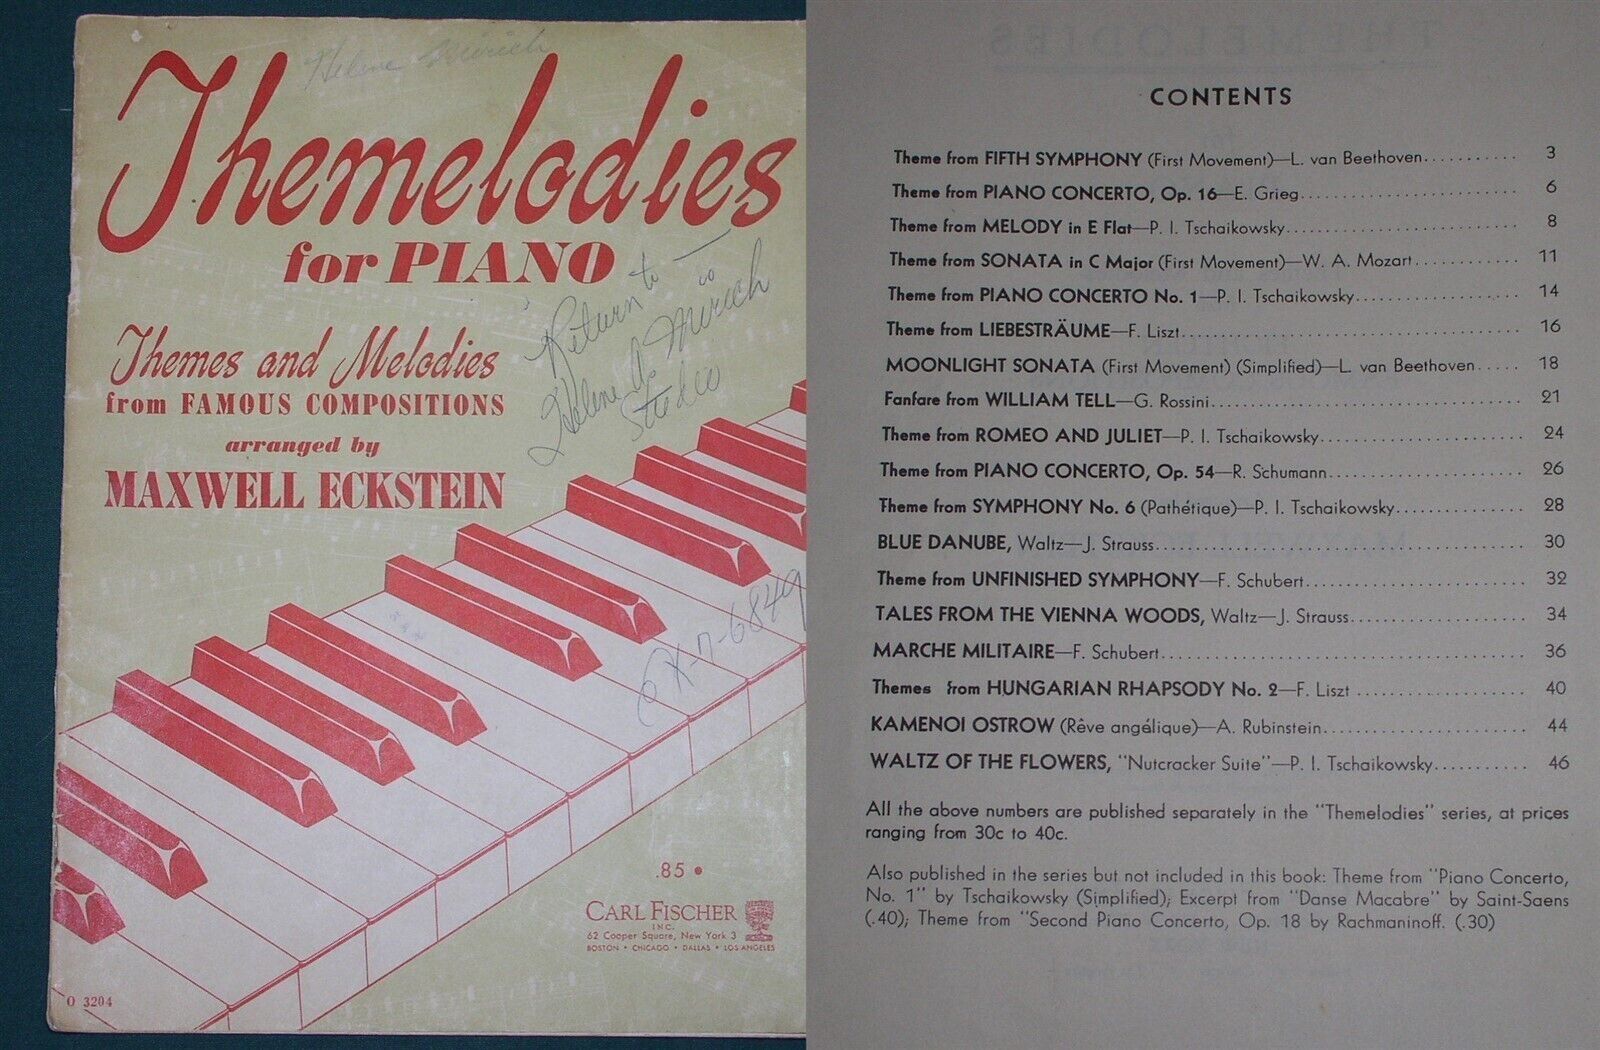 Helene Mirich
Themelodies
for PIANO
Return to —
Helene A. Mirich
Themes and Melodies
from FAMOUS COMPOSITIONS
arranged by
MAXWELL ECKSTEIN
OX-7-6849
.85 •
CARL FISCHER
INC.
62 Cooper Square, New York 3
BOSTON • CHICAGO • DALLAS • LOS ANGELES
O 3204
THEMELODIES
CONTENTS
Theme from FIFTH SYMPHONY (First Movement)—L. van Beethoven........... 3
Theme from PIANO CONCERTO, Op. 16—E. Grieg........................ 6
Theme from MELODY in E Flat—P. I. Tschaikowsky........................ 8
Theme from SONATA in C Major (First Movement)—W. A. Mozart............ 11
Theme from PIANO CONCERTO No. 1—P. I. Tschaikowsky.................. 14
Theme from LIEBESTRÄUME—F. Liszt.................................. 16
MOONLIGHT SONATA (First Movement) (Simplified)—L. van Beethoven..... 18
Fanfare from WILLIAM TELL—G. Rossini................................ 21
Theme from ROMEO AND JULIET—P. I. Tschaikowsky..................... 24
Theme from PIANO CONCERTO, Op. 54—R. Schumann.................... 26
Theme from SYMPHONY No. 6 (Pathétique)—P. I. Tschaikowsky.............. 28
BLUE DANUBE, Waltz—J. Strauss...................................... 30
Theme from UNFINISHED SYMPHONY—F. Schubert....................... 32
TALES FROM THE VIENNA WOODS, Waltz—J. Strauss.................... 34
MARCHE MILITAIRE—F. Schubert...................................... 36
Themes from HUNGARIAN RHAPSODY No. 2—F. Liszt .................... 40
KAMENOI OSTROW (Rêve angélique)—A. Rubinstein....................... 44
WALTZ OF THE FLOWERS, "Nutcracker Suite"—P. I. Tschaikowsky........... 46
All the above numbers are published separately in the "Themelodies" series, at prices
ranging from 30c to 40c.
Also published in the series but not included in this book: Theme from "Piano Concerto,
No. 1" by Tschaikowsky (Simplified); Excerpt from "Danse Macabre" by Saint-Saens
(.40); Theme from "Second Piano Concerto, Op. 18 by Rachmaninoff. (.30)